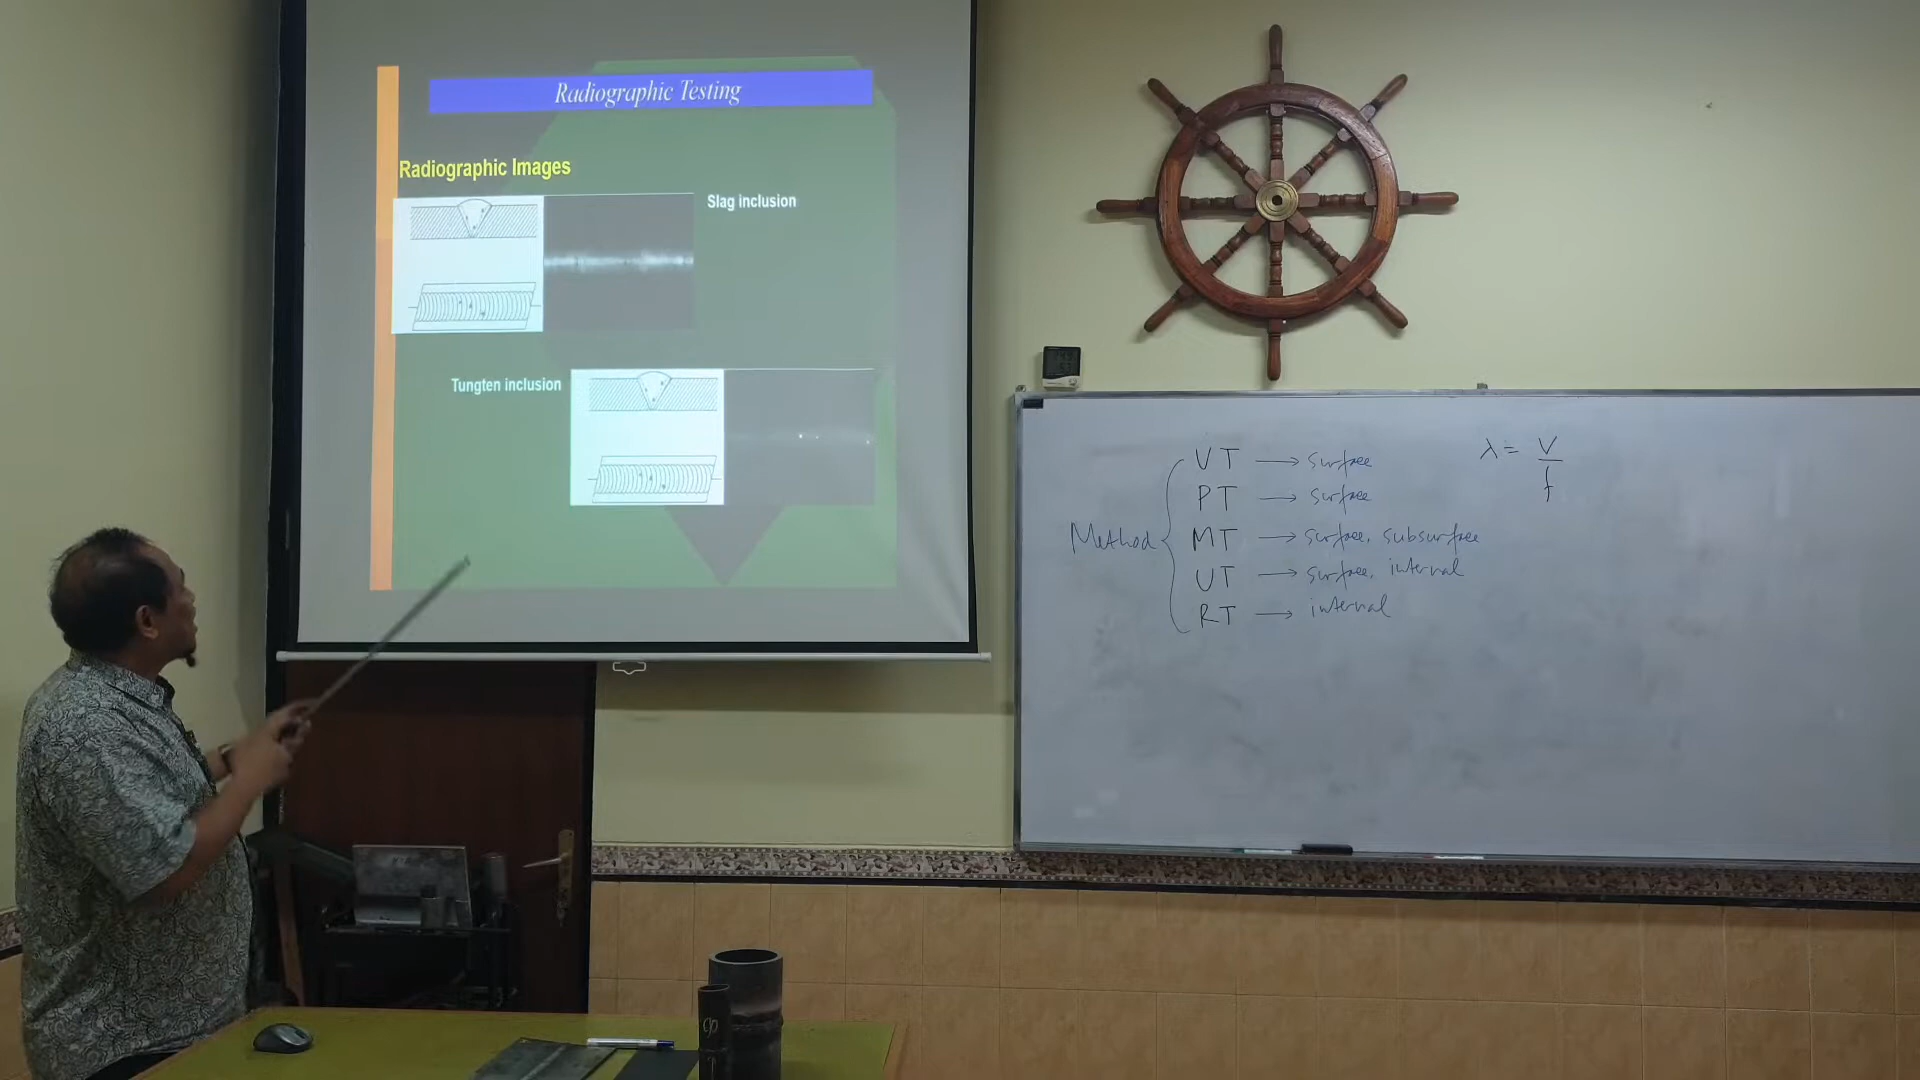 Radiographic Testing
Radiographic Images
Slag inclusion
Tungten inclusion
Method
VT → surface
PT → surface
MT → surface, subsurface
UT → surface, internal
RT → internal
λ = V
f